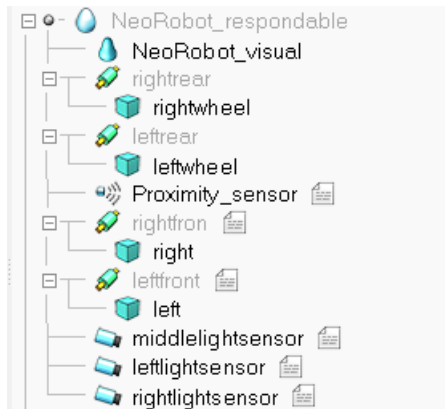 NeoRobot_respondable
NeoRobot_visual
rightrear
rightwheel
leftrear
leftwheel
Proximity_sensor
rightfron
right
leftfront
left
middlelightsensor
leftlightsensor
rightlightsensor